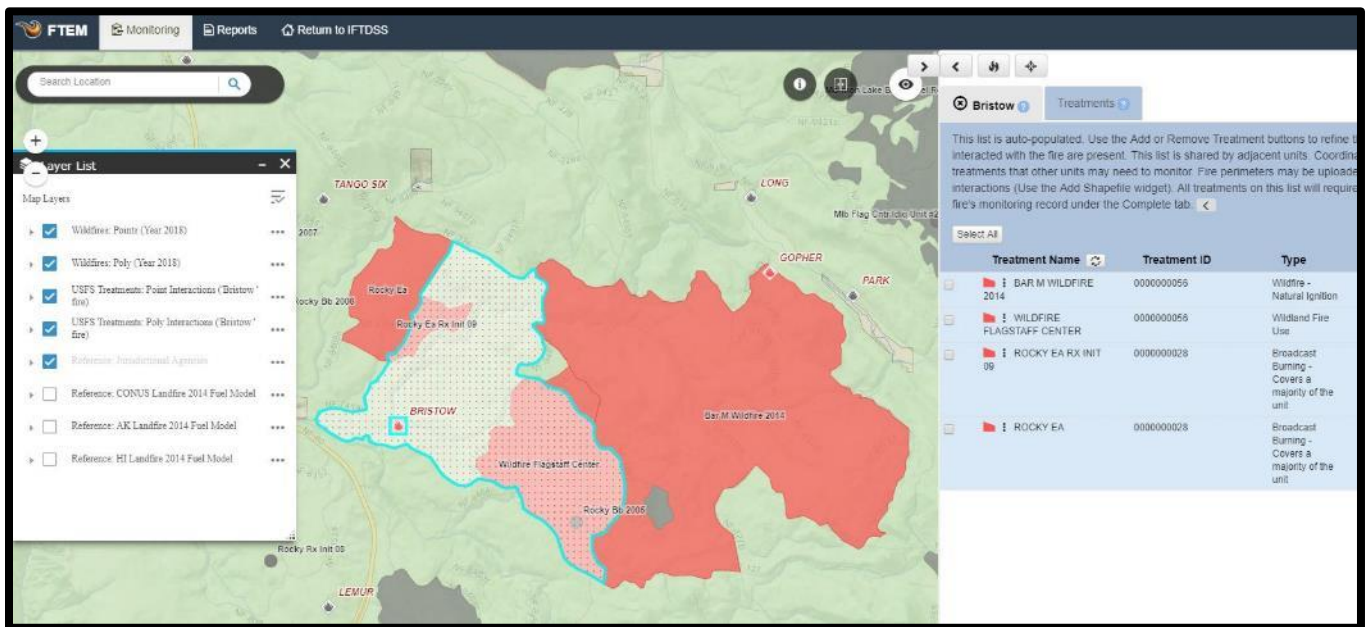 FTEM
Monitoring
Reports
Return to IFTDSS
Search Location
Layer List
Map Layers
Wildfires: Points (Year 2018)
Wildfires: Poly (Year 2018)
USFS Treatments: Point Interactions ('Bristow'
fire)
USFS Treatments: Poly Interactions ('Bristow'
fire)
Reference: Jurisdictional Agencies
Reference: CONUS Landfire 2014 Fuel Model
Reference: AK Landfire 2014 Fuel Model
Reference: HI Landfire 2014 Fuel Model
TANGO SIX
LONG
2007
GOPHER
PARK
Rocky Ea
ocky Bb 2008
Rocky Ea Rx Init 09
BRISTOW
Bar M Wildfire 2014
Wildfire Flagstaff Center
Rocky Bb 2008
Rocky Rx Init 08
LEMUR
Bristow
Treatments
This list is auto-populated. Use the Add or Remove Treatment buttons to refine t
interacted with the fire are present. This list is shared by adjacent units. Coordina
treatments that other units may need to monitor. Fire perimeters may be uploade
interactions (Use the Add Shapefile widget). All treatments on this list will require
fire's monitoring record under the Complete tab.
Select All
Treatment Name Treatment ID Type
BAR M WILDFIRE 0000000056 Wildfire -
2014 Natural Ignition
WILDFIRE 0000000056 Wildland Fire
FLAGSTAFF CENTER Use
ROCKY EA RX INIT 0000000028 Broadcast
09 Burning -
Covers a
majority of the
unit
ROCKY EA 0000000028 Broadcast
Burning -
Covers a
majority of the
unit